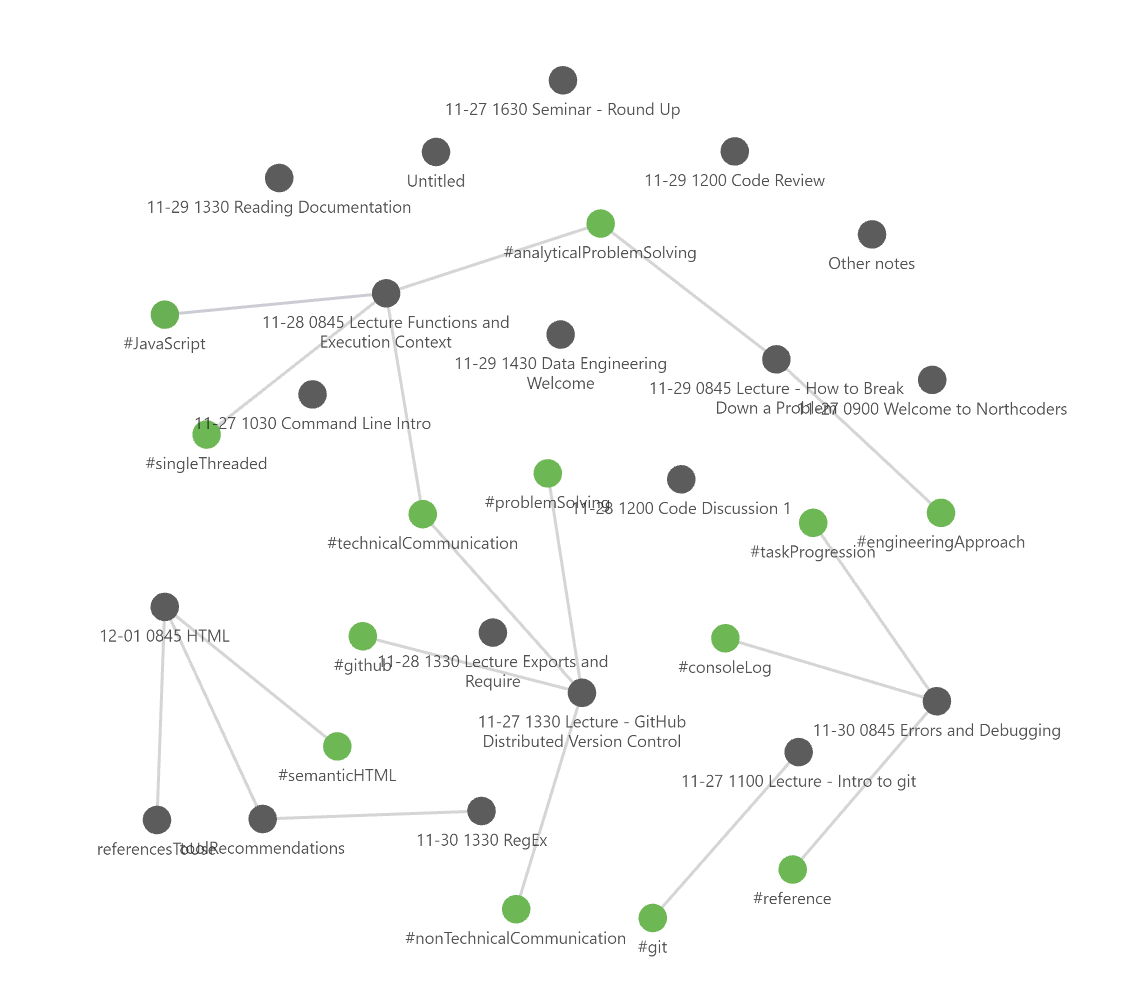 11-27 1630 Seminar - Round Up
Untitled
11-29 1200 Code Review
11-29 1330 Reading Documentation
#analyticalProblemSolving
Other notes
11-28 0845 Lecture Functions and
Execution Context
#JavaScript
11-29 1430 Data Engineering
Welcome
11-29 0845 Lecture - How to Break
Down a Problem
11-27 0900 Welcome to Northcoders
11-27 1030 Command Line Intro
#singleThreaded
#problemSolving
11-28 1200 Code Discussion 1
#technicalCommunication
#taskProgression
#engineeringApproach
12-01 0845 HTML
#github
11-28 1330 Lecture Exports and
Require
#consoleLog
11-27 1330 Lecture - GitHub
Distributed Version Control
11-30 0845 Errors and Debugging
#semanticHTML
11-27 1100 Lecture - Intro to git
11-30 1330 RegEx
referencesToUse
toolRecommendations
#reference
#nonTechnicalCommunication
#git